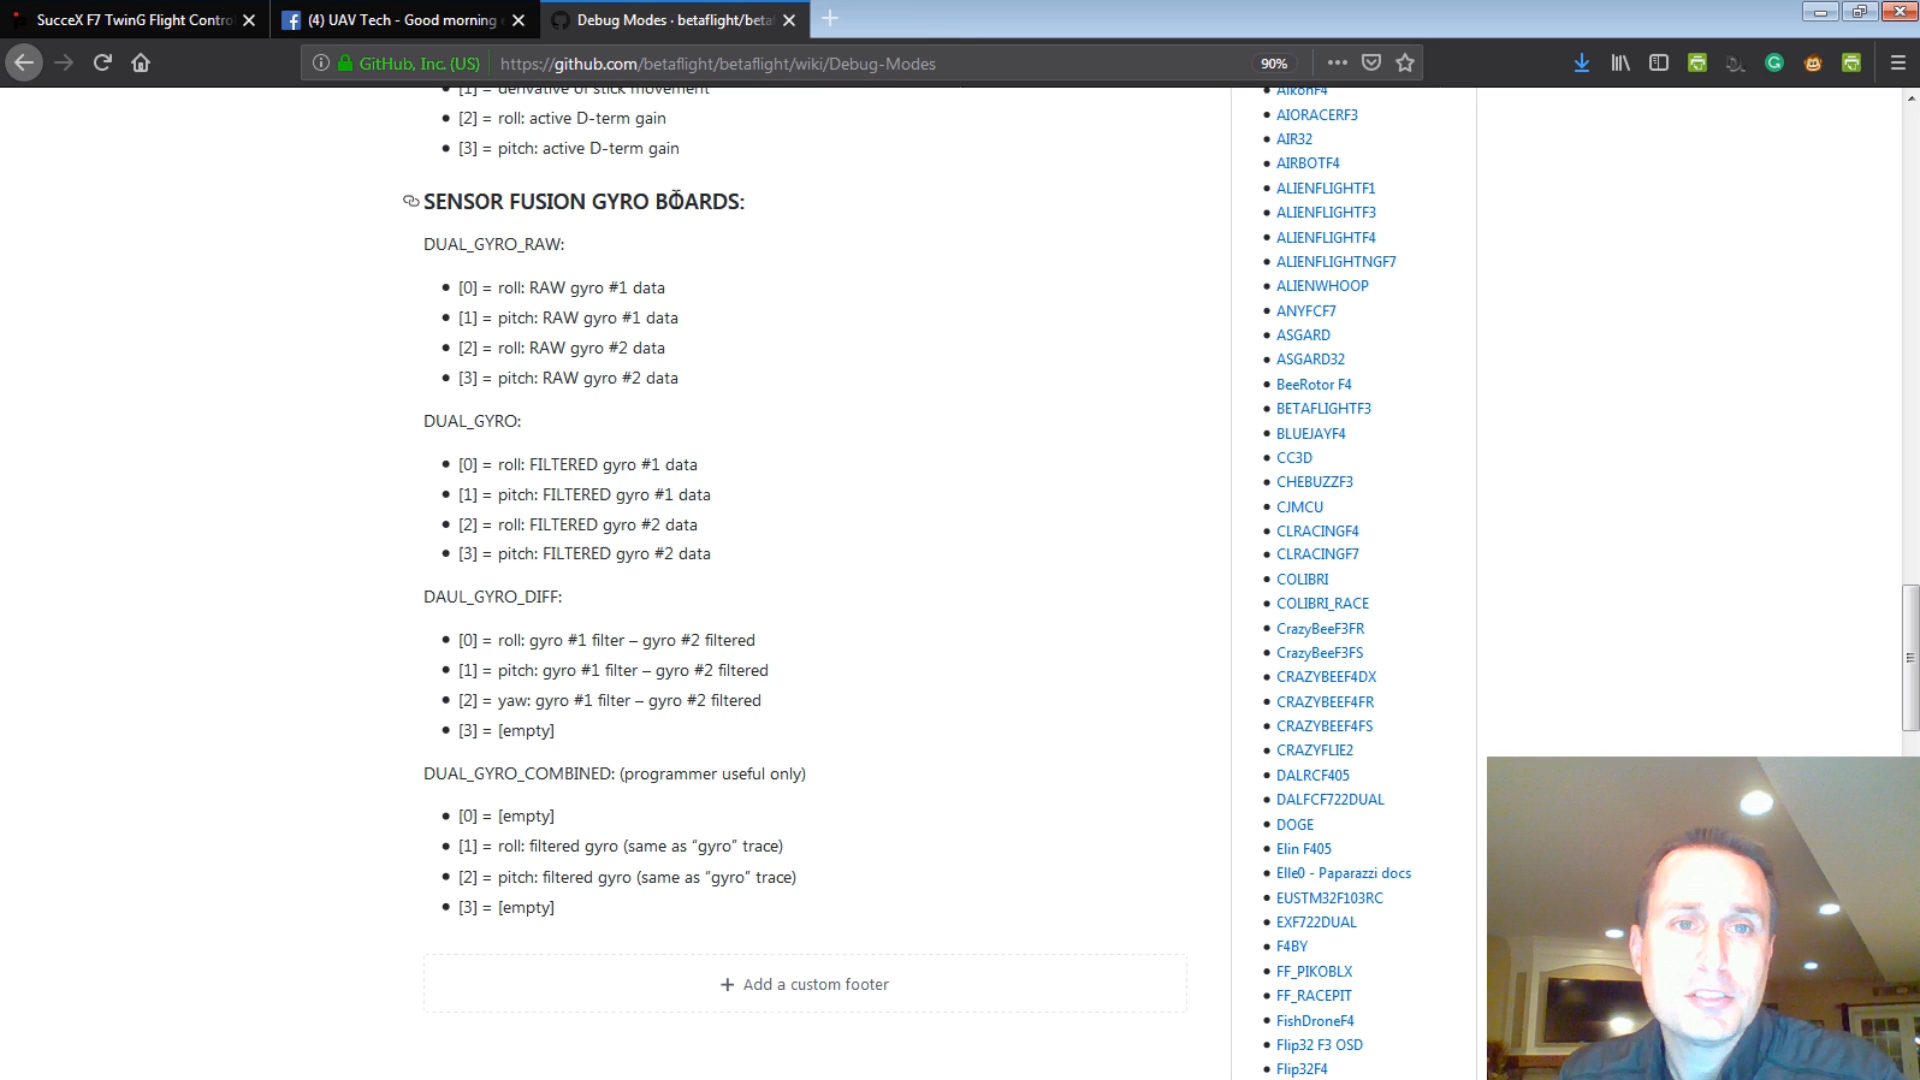 SucceX F7 TwinG Flight Contro
(4) UAV Tech - Good morning
Debug Modes · betaflight/beta
GitHub, Inc. (US)
https://github.com/betaflight/betaflight/wiki/Debug-Modes
90%
[1] = derivative of stick movement
[2] = roll: active D-term gain
[3] = pitch: active D-term gain
SENSOR FUSION GYRO BOARDS:
DUAL_GYRO_RAW:
[0] = roll: RAW gyro #1 data
[1] = pitch: RAW gyro #1 data
[2] = roll: RAW gyro #2 data
[3] = pitch: RAW gyro #2 data
DUAL_GYRO:
[0] = roll: FILTERED gyro #1 data
[1] = pitch: FILTERED gyro #1 data
[2] = roll: FILTERED gyro #2 data
[3] = pitch: FILTERED gyro #2 data
DAUL_GYRO_DIFF:
[0] = roll: gyro #1 filter – gyro #2 filtered
[1] = pitch: gyro #1 filter – gyro #2 filtered
[2] = yaw: gyro #1 filter – gyro #2 filtered
[3] = [empty]
DUAL_GYRO_COMBINED: (programmer useful only)
[0] = [empty]
[1] = roll: filtered gyro (same as “gyro” trace)
[2] = pitch: filtered gyro (same as “gyro” trace)
[3] = [empty]
+ Add a custom footer
AikonF4
AIORACERF3
AIR32
AIRBOTF4
ALIENFLIGHTF1
ALIENFLIGHTF3
ALIENFLIGHTF4
ALIENFLIGHTNGF7
ALIENWHOOP
ANYFCF7
ASGARD
ASGARD32
BeeRotor F4
BETAFLIGHTF3
BLUEJAYF4
CC3D
CHEBUZZF3
CJMCU
CLRACINGF4
CLRACINGF7
COLIBRI
COLIBRI_RACE
CrazyBeeF3FR
CrazyBeeF3FS
CRAZYBEEF4DX
CRAZYBEEF4FR
CRAZYBEEF4FS
CRAZYFLIE2
DALRCF405
DALFCF722DUAL
DOGE
Elin F405
Elle0 - Paparazzi docs
EUSTM32F103RC
EXF722DUAL
F4BY
FF_PIKOBLX
FF_RACEPIT
FishDroneF4
Flip32 F3 OSD
Flip32F4